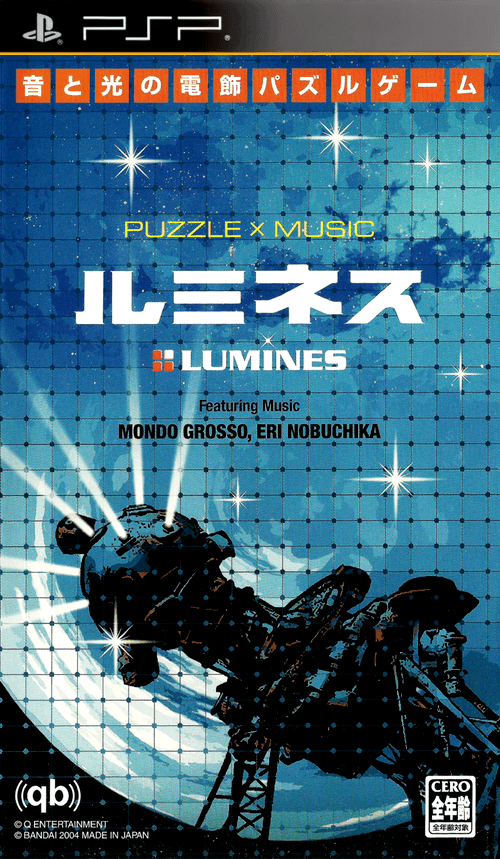 PSP
音と光の電飾パズルゲーム
PUZZLE × MUSIC
ルミネス
LUMINES
Featuring Music
MONDO GROSSO, ERI NOBUCHIKA
((qb))
© Q ENTERTAINMENT
© BANDAI 2004 MADE IN JAPAN
CERO
全年齢
全年齢対象